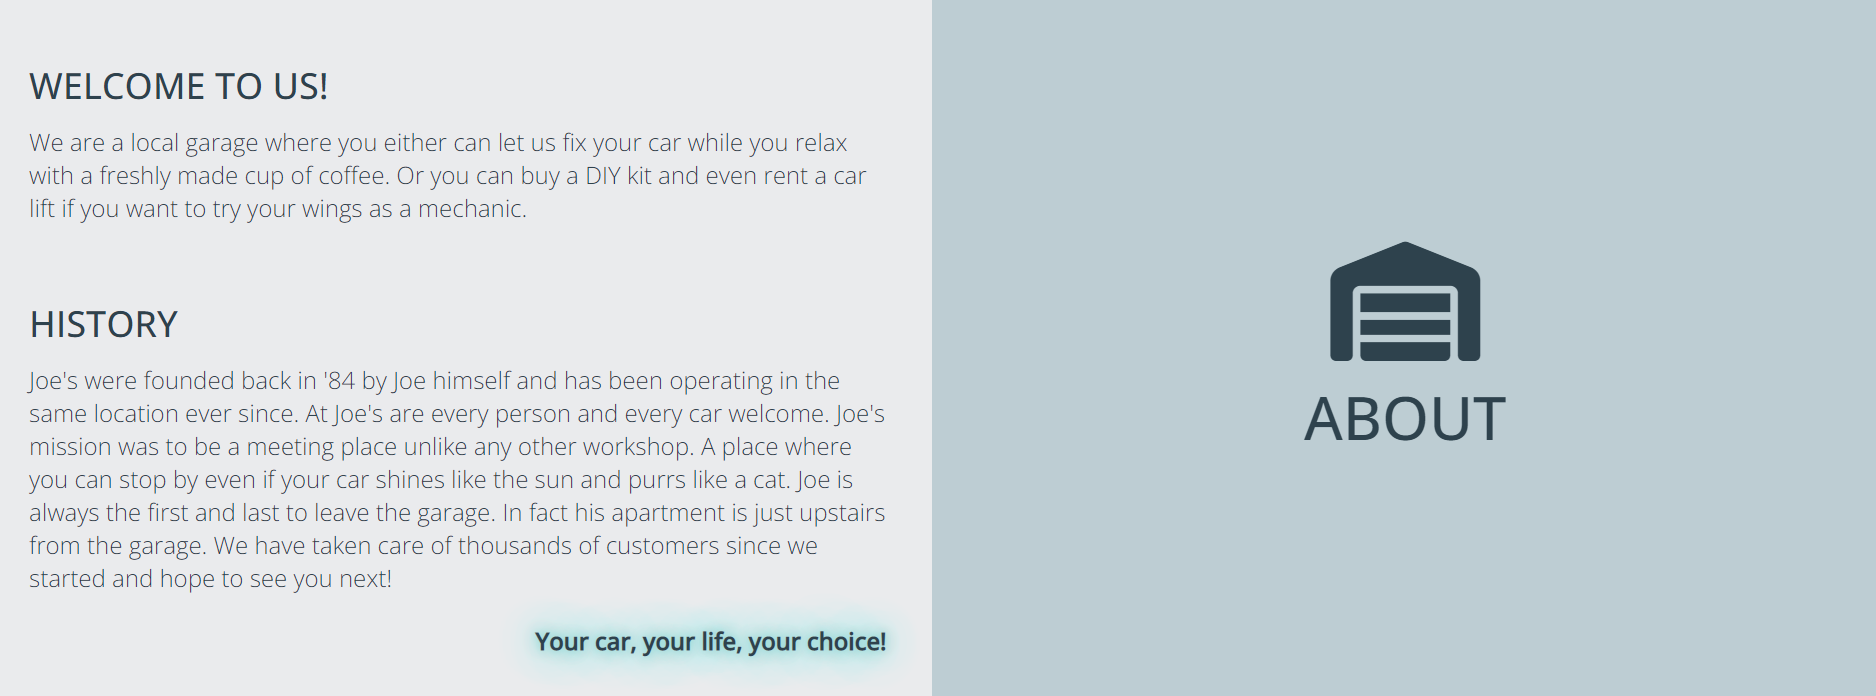 WELCOME TO US!
We are a local garage where you either can let us fix your car while you relax
with a freshly made cup of coffee. Or you can buy a DIY kit and even rent a car
lift if you want to try your wings as a mechanic.
HISTORY
Joe's were founded back in '84 by Joe himself and has been operating in the
same location ever since. At Joe's are every person and every car welcome. Joe's
mission was to be a meeting place unlike any other workshop. A place where
you can stop by even if your car shines like the sun and purrs like a cat. Joe is
always the first and last to leave the garage. In fact his apartment is just upstairs
from the garage. We have taken care of thousands of customers since we
started and hope to see you next!
Your car, your life, your choice!
ABOUT